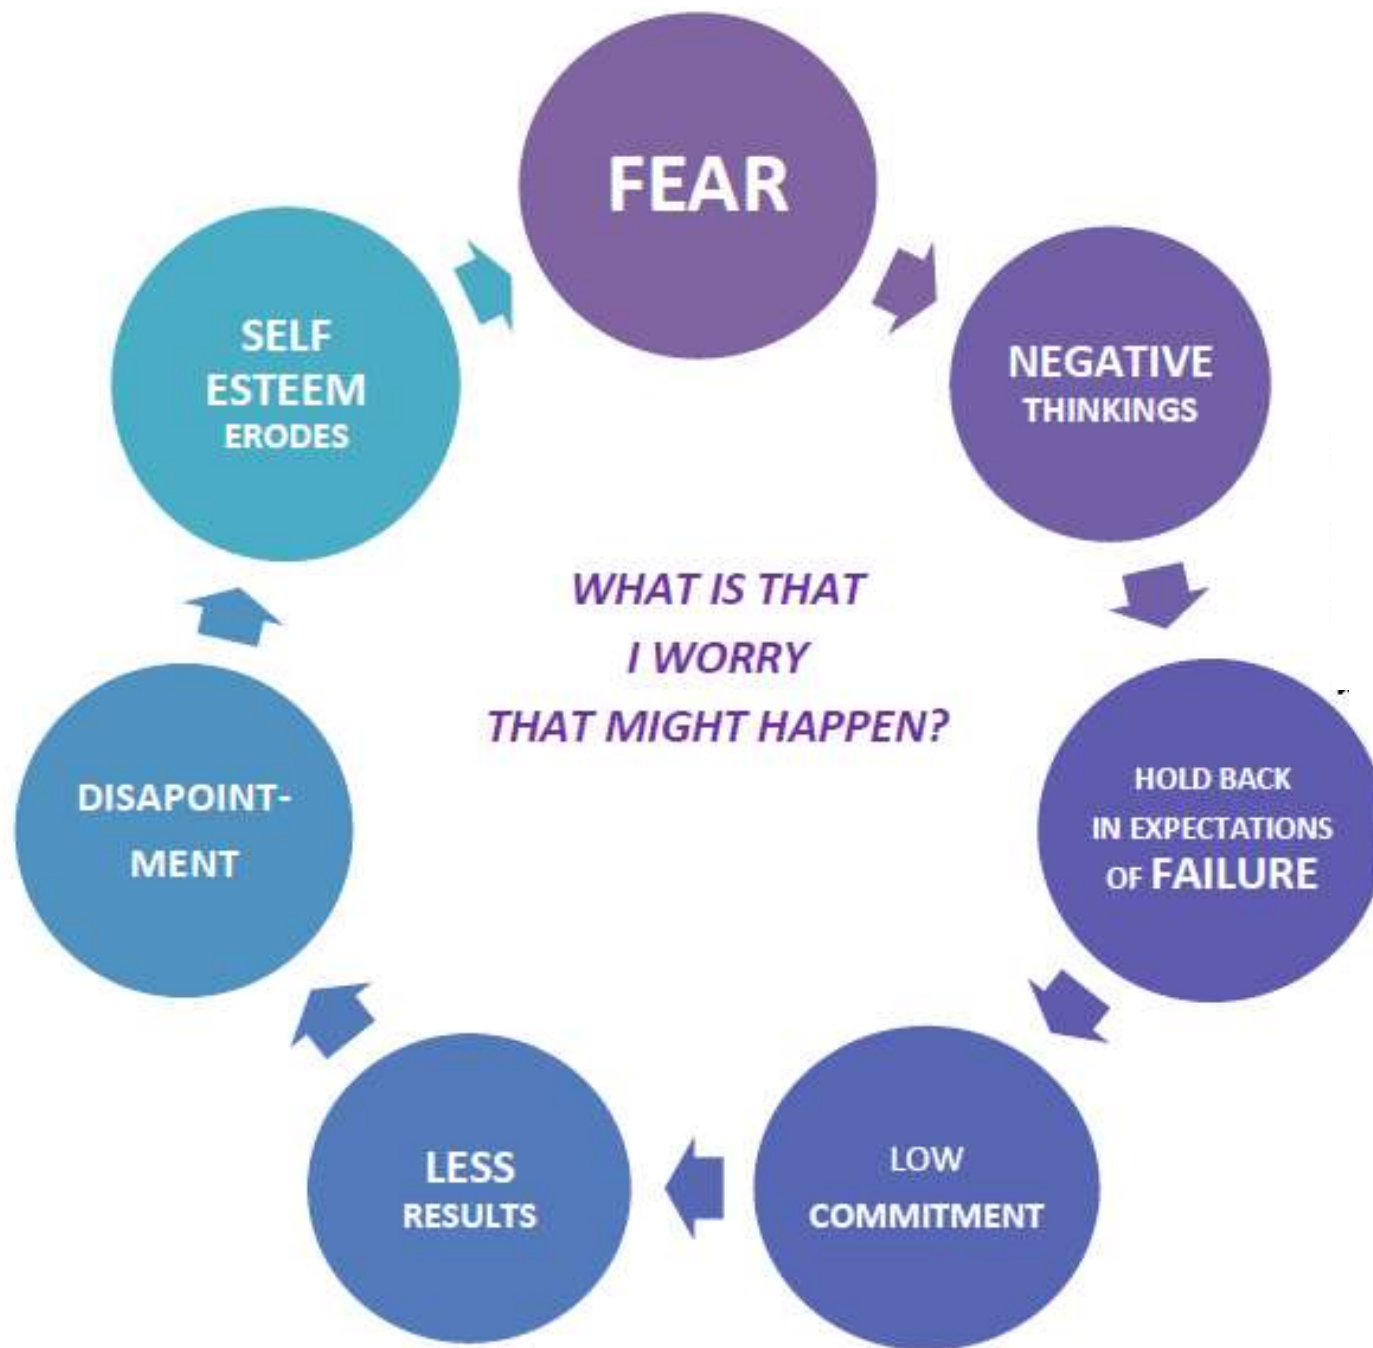 FEAR
NEGATIVE
THINKINGS
HOLD BACK
IN EXPECTATIONS
OF FAILURE
LOW
COMMITMENT
LESS
RESULTS
DISAPOINT-
MENT
SELF
ESTEEM
ERODES
WHAT IS THAT
I WORRY
THAT MIGHT HAPPEN?